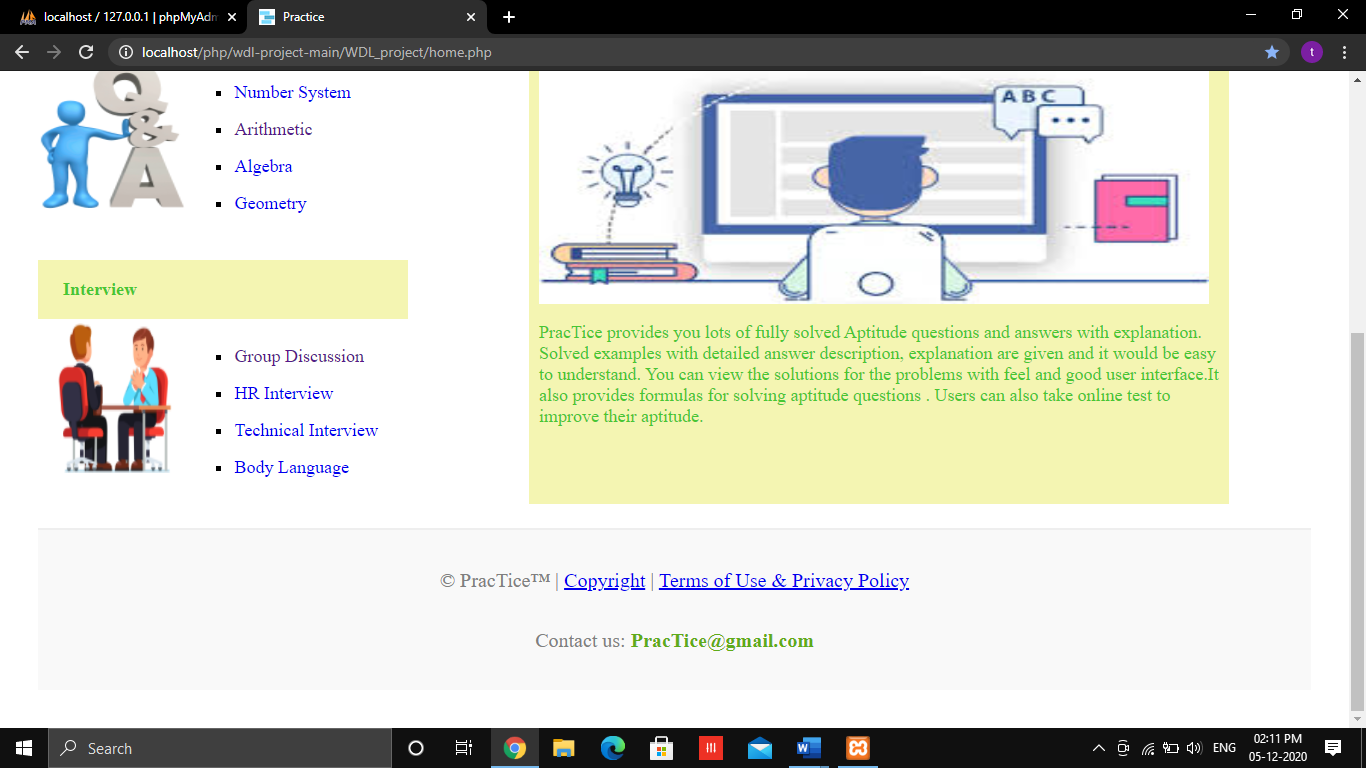 localhost / 127.0.0.1 | phpMyAdm
Practice
localhost/php/wdl-project-main/WDL_project/home.php
t
Q
&
A
Number System
Arithmetic
Algebra
Geometry
Interview
Group Discussion
HR Interview
Technical Interview
Body Language
ABC
PracTice provides you lots of fully solved Aptitude questions and answers with explanation.
Solved examples with detailed answer description, explanation are given and it would be easy
to understand. You can view the solutions for the problems with feel and good user interface.It
also provides formulas for solving aptitude questions . Users can also take online test to
improve their aptitude.
© PracTice™ | Copyright | Terms of Use & Privacy Policy
Contact us: PracTice@gmail.com
Search
ENG
02:11 PM
05-12-2020